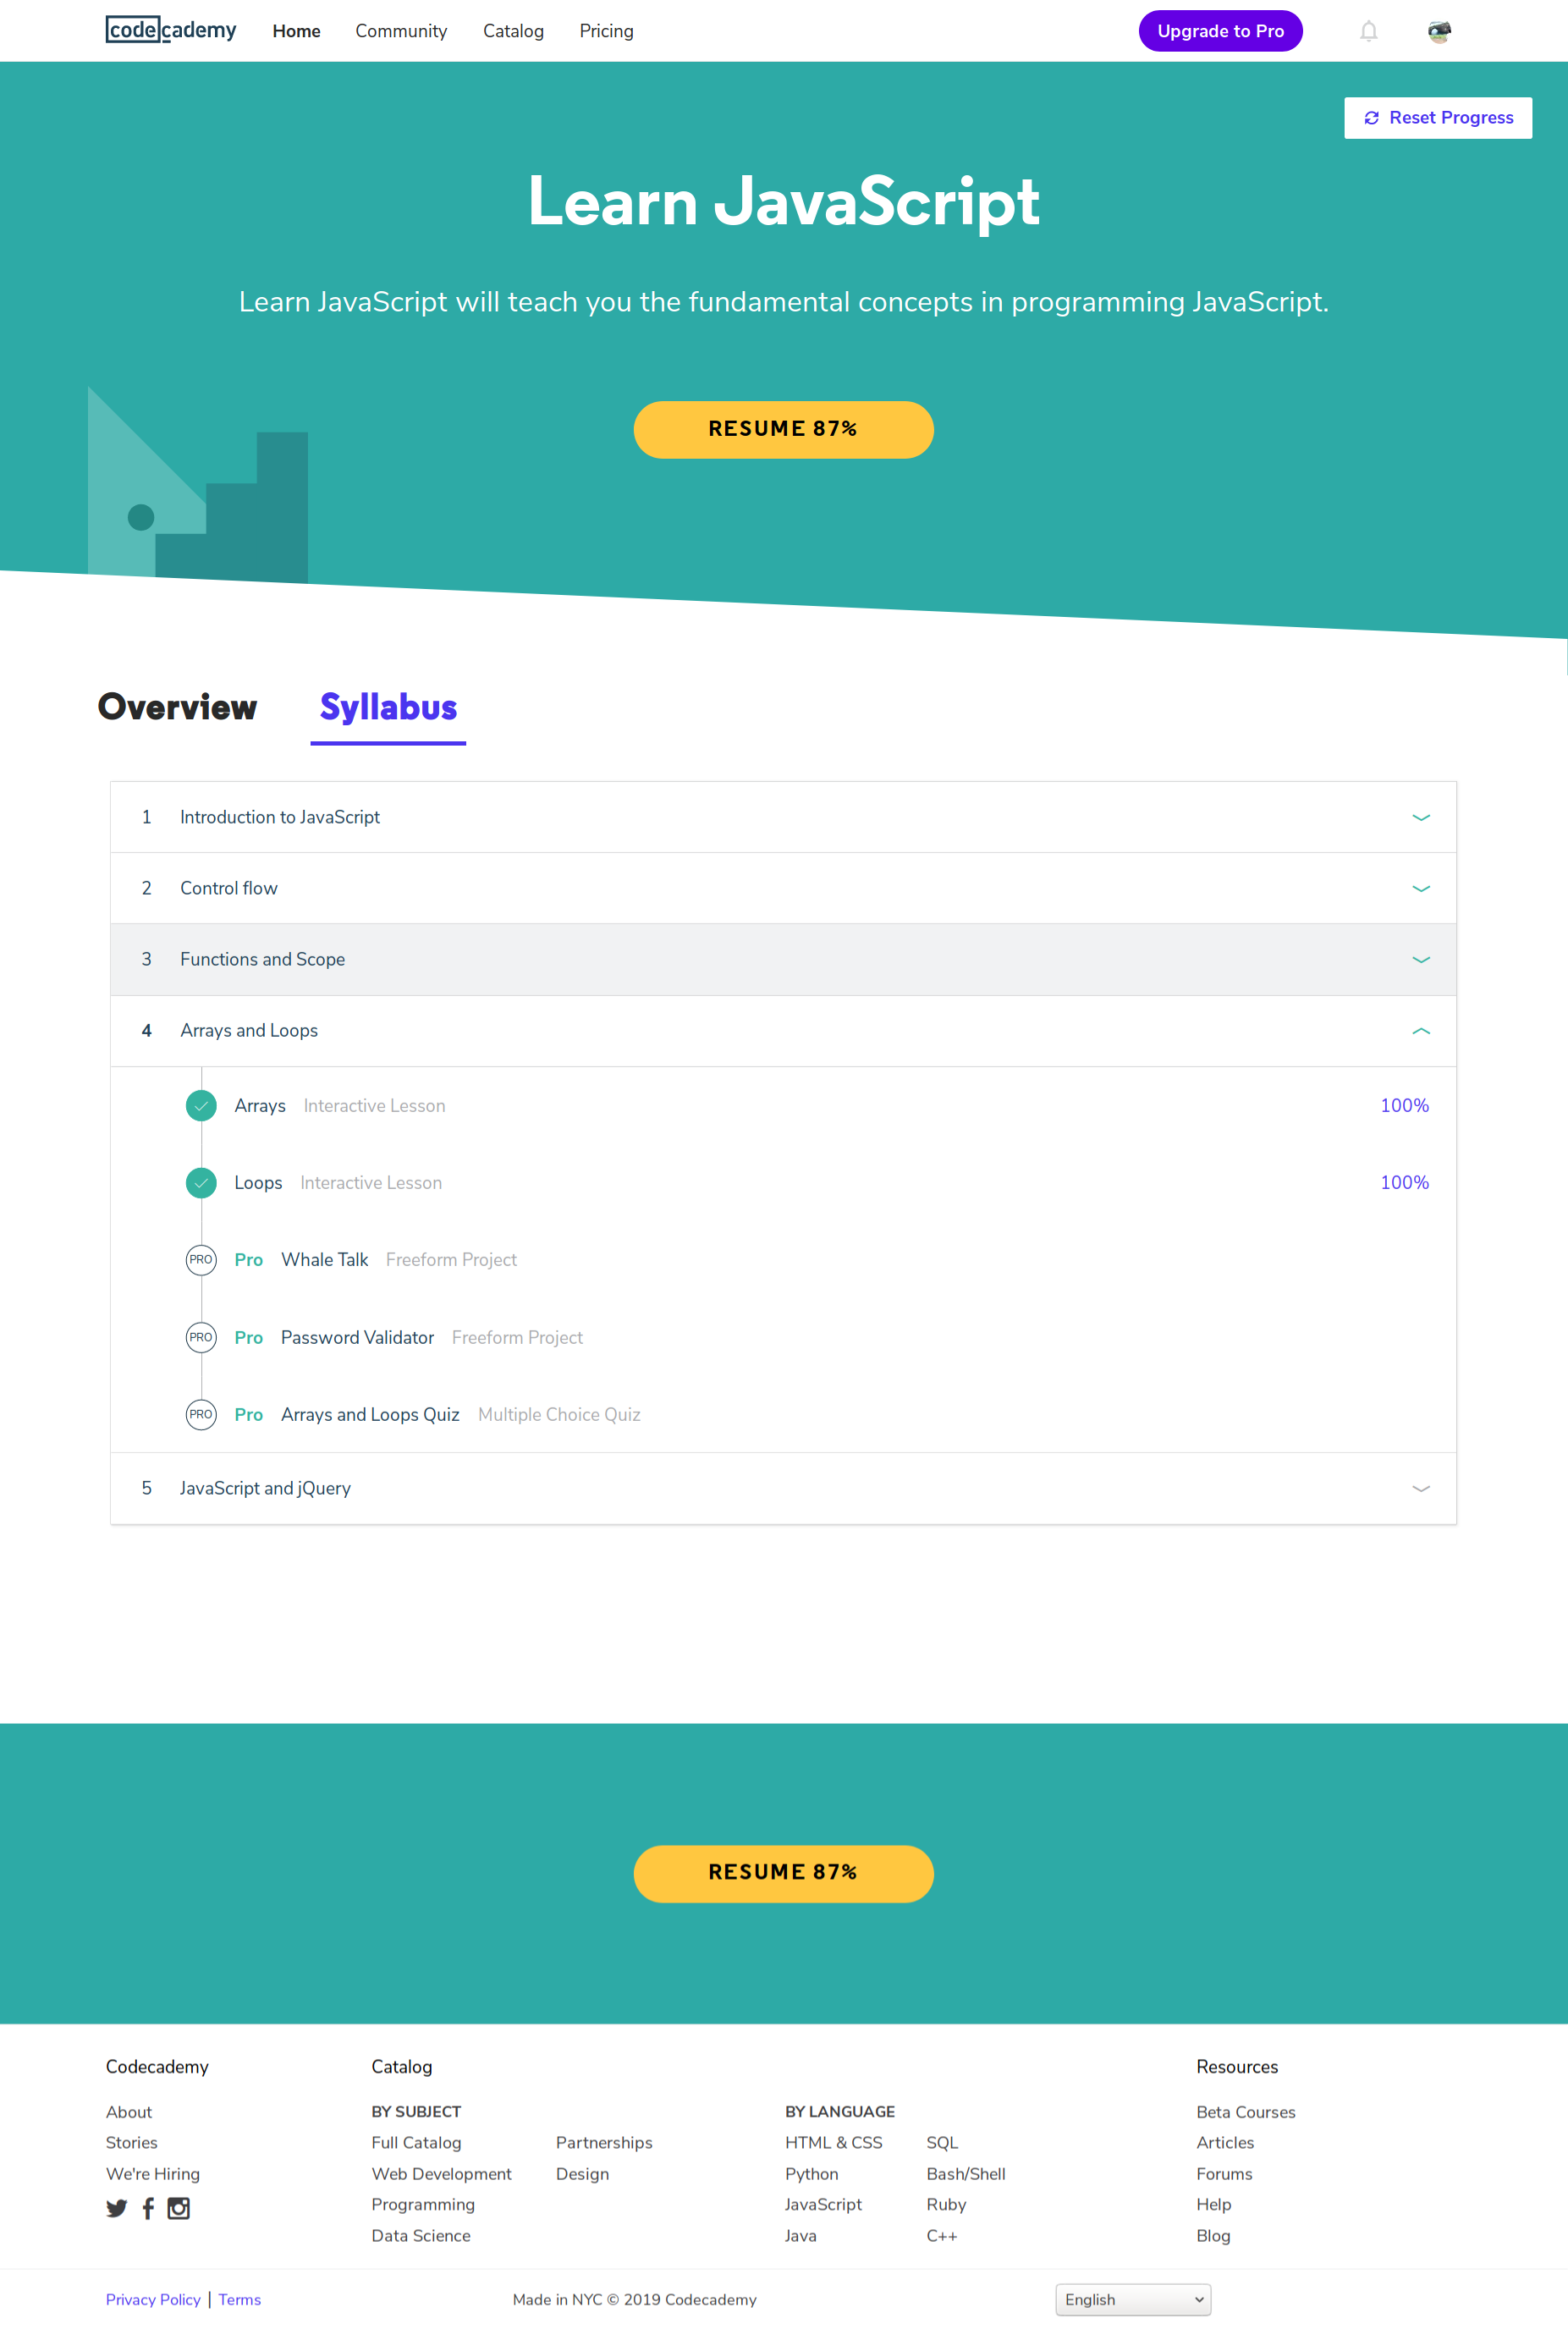 codecademy Home Community Catalog Pricing Upgrade to Pro
Reset Progress
Learn JavaScript
Learn JavaScript will teach you the fundamental concepts in programming JavaScript.
RESUME 87%
Overview Syllabus
1 Introduction to JavaScript
2 Control flow
3 Functions and Scope
4 Arrays and Loops
Arrays Interactive Lesson 100%
Loops Interactive Lesson 100%
PRO Pro Whale Talk Freeform Project
PRO Pro Password Validator Freeform Project
PRO Pro Arrays and Loops Quiz Multiple Choice Quiz
5 JavaScript and jQuery
RESUME 87%
Codecademy
About
Stories
We're Hiring
Catalog
BY SUBJECT
Full Catalog
Web Development
Programming
Data Science
Partnerships
Design
BY LANGUAGE
HTML & CSS
Python
JavaScript
Java
SQL
Bash/Shell
Ruby
C++
Resources
Beta Courses
Articles
Forums
Help
Blog
Privacy Policy | Terms
Made in NYC © 2019 Codecademy
English